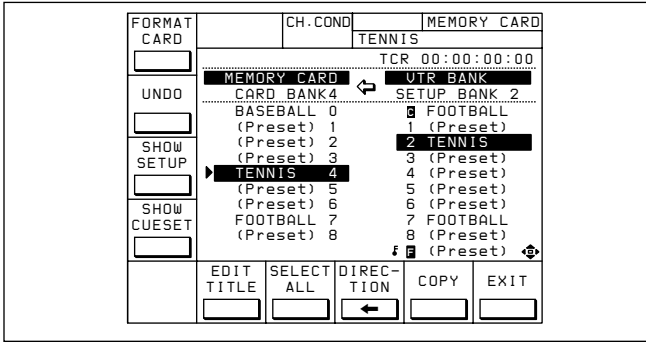 FORMAT CARD
CH.COND
MEMORY CARD
TENNIS
TCR 00:00:00:00
MEMORY CARD
VTR BANK
CARD BANK4
SETUP BANK 2
UNDO
BASEBALL 0
C FOOTBALL
(Preset) 1
1 (Preset)
(Preset) 2
2 TENNIS
(Preset) 3
3 (Preset)
TENNIS 4
4 (Preset)
(Preset) 5
5 (Preset)
(Preset) 6
6 (Preset)
FOOTBALL 7
7 FOOTBALL
(Preset) 8
8 (Preset)
F (Preset)
SHOW SETUP
SHOW CUESET
EDIT TITLE
SELECT ALL
DIREC-
TION
COPY
EXIT